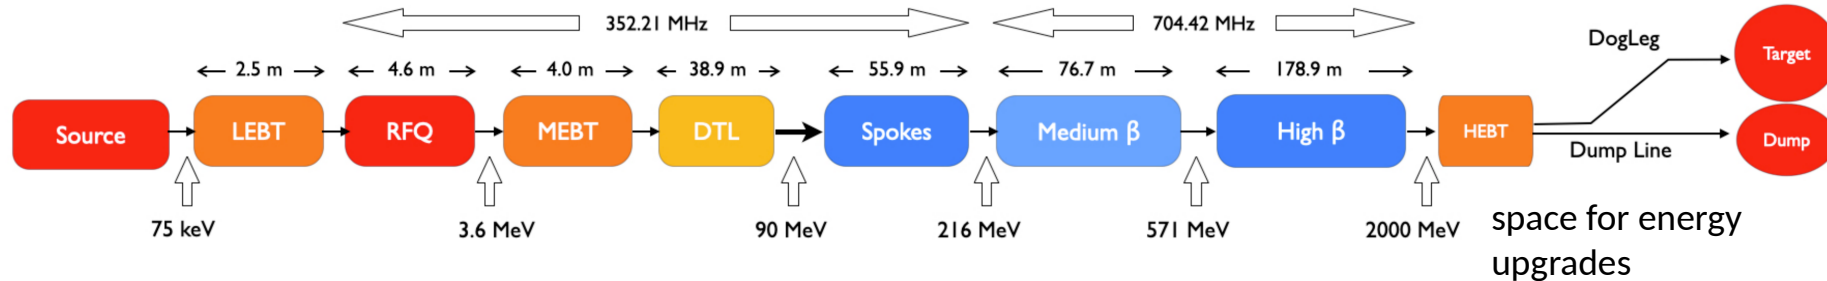 352.21 MHz
704.42 MHz
2.5 m
4.6 m
4.0 m
38.9 m
55.9 m
76.7 m
178.9 m
DogLeg
Target
Source
LEBT
RFQ
MEBT
DTL
Spokes
Medium β
High β
HEBT
Dump Line
Dump
75 keV
3.6 MeV
90 MeV
216 MeV
571 MeV
2000 MeV
space for energy
upgrades